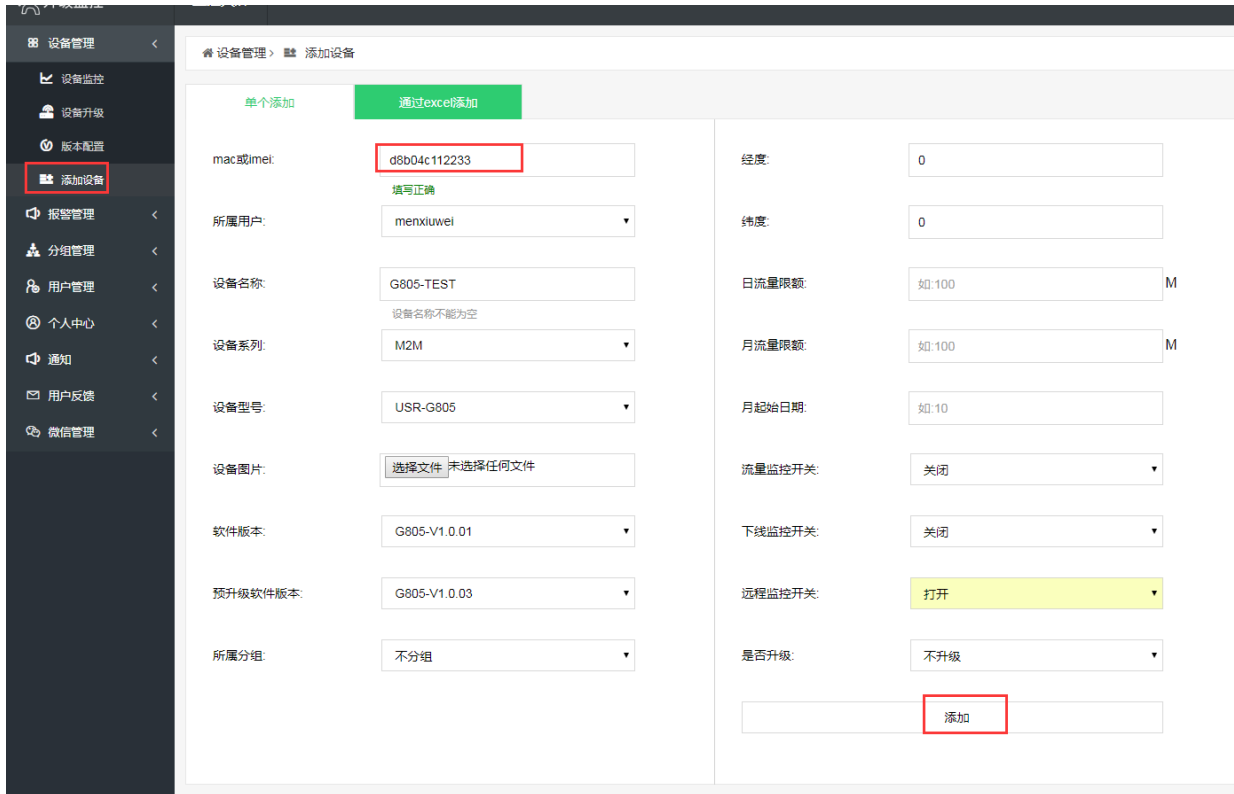 设备管理
设备监控
设备升级
版本配置
添加设备
报警管理
分组管理
用户管理
个人中心
通知
用户反馈
微信管理
设备管理> 添加设备
单个添加
通过excel添加
mac或imei:
d8b04c112233
填写正确
所属用户:
menxiuwei
设备名称:
G805-TEST
设备名称不能为空
设备系列:
M2M
设备型号:
USR-G805
设备图片:
选择文件 未选择任何文件
软件版本:
G805-V1.0.01
预升级软件版本:
G805-V1.0.03
所属分组:
不分组
经度:
0
纬度:
0
日流量限额:
如:100
M
月流量限额:
如:100
M
月起始日期:
如:10
流量监控开关:
关闭
下线监控开关:
关闭
远程监控开关:
打开
是否升级:
不升级
添加